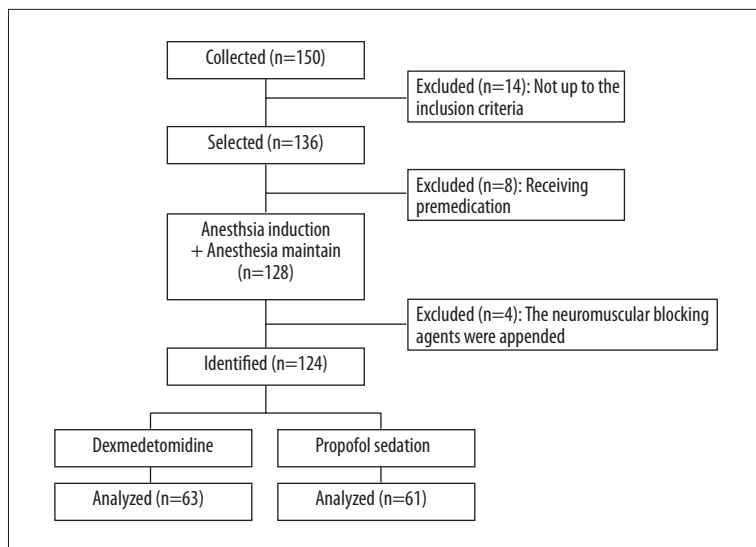 Collected (n=150)
Excluded (n=14): Not up to the
inclusion criteria
Selected (n=136)
Excluded (n=8): Receiving
premedication
Anesthsia induction
+ Anesthesia maintain
(n=128)
Excluded (n=4): The neuromuscular blocking
agents were appended
Identified (n=124)
Dexmedetomidine
Propofol sedation
Analyzed (n=63)
Analyzed (n=61)